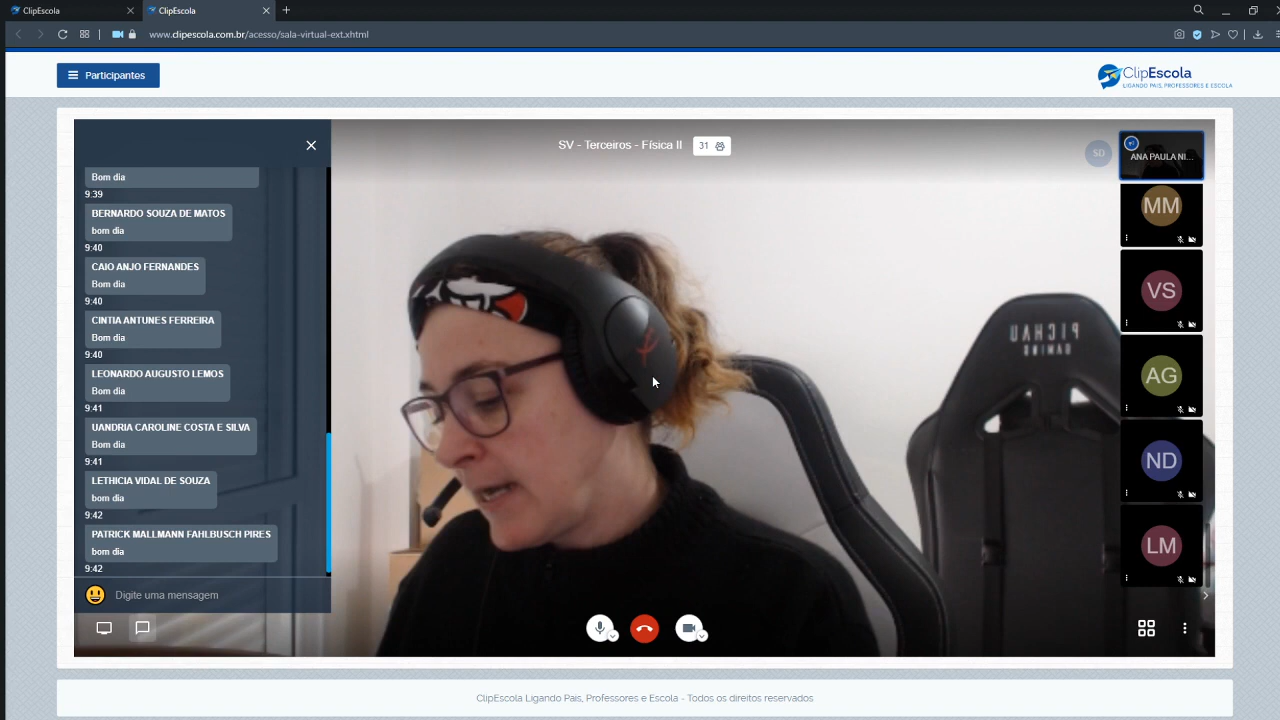 ClipEscola
ClipEscola
www.clipescola.com.br/acesso/sala-virtual-ext.xhtml
Participantes
ClipEscola
LIGANDO PAIS, PROFESSORES E ESCOLA
SV - Terceiros - Física II
31
SD
ANA PAULA NI...
Bom dia
9:39
BERNARDO SOUZA DE MATOS
bom dia
9:40
CAIO ANJO FERNANDES
Bom dia
9:40
CINTIA ANTUNES FERREIRA
Bom dia
9:40
LEONARDO AUGUSTO LEMOS
Bom dia
9:41
UANDRIA CAROLINE COSTA E SILVA
Bom dia
9:41
LETHICIA VIDAL DE SOUZA
bom dia
9:42
PATRICK MALLMANN FAHLBUSCH PIRES
bom dia
9:42
Digite uma mensagem
PICHAU
GAMING
MM
VS
AG
ND
LM
ClipEscola Ligando Pais, Professores e Escola - Todos os direitos reservados